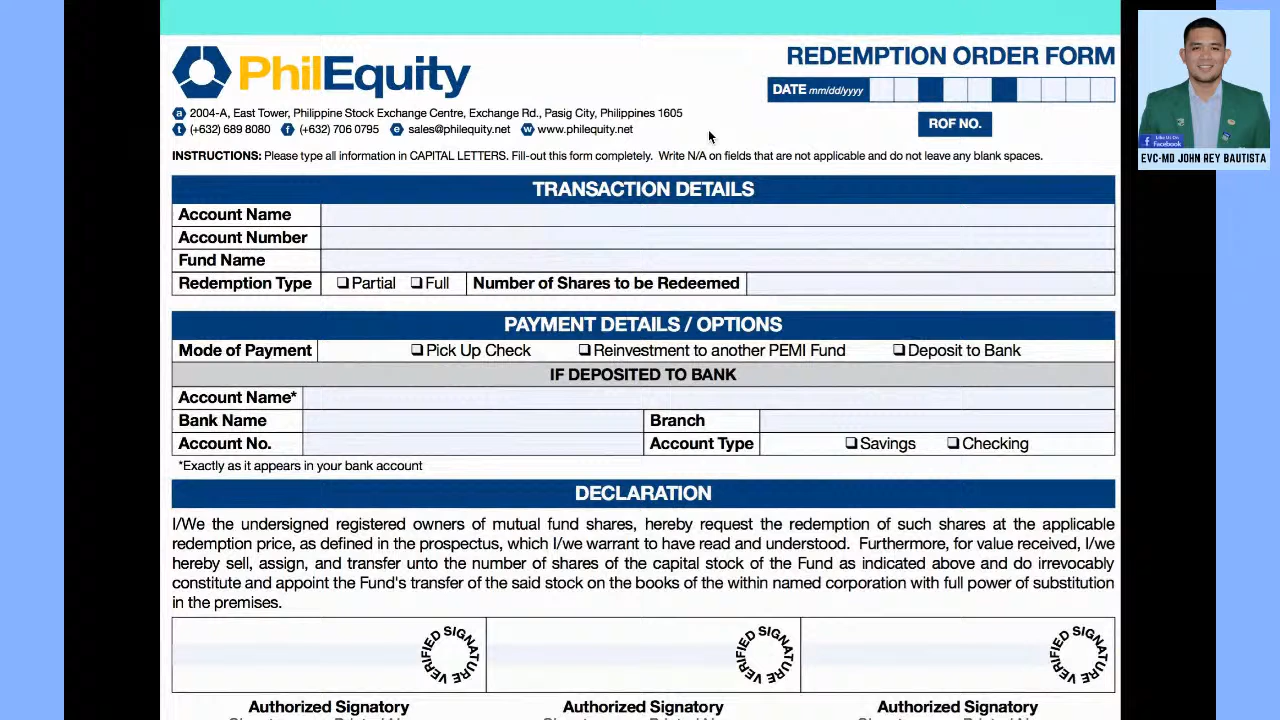 PhilEquity
REDEMPTION ORDER FORM
DATE mm/dd/yyyy
a 2004-A, East Tower, Philippine Stock Exchange Centre, Exchange Rd., Pasig City, Philippines 1605
t (+632) 689 8080 f (+632) 706 0795 e sales@philequity.net w www.philequity.net
ROF NO.
Like Us On
Facebook
EVC-MD JOHN REY BAUTISTA
INSTRUCTIONS: Please type all information in CAPITAL LETTERS. Fill-out this form completely. Write N/A on fields that are not applicable and do not leave any blank spaces.
TRANSACTION DETAILS
Account Name
Account Number
Fund Name
Redemption Type ❏ Partial ❏ Full Number of Shares to be Redeemed
PAYMENT DETAILS / OPTIONS
Mode of Payment ❏ Pick Up Check ❏ Reinvestment to another PEMI Fund ❏ Deposit to Bank
IF DEPOSITED TO BANK
Account Name*
Bank Name Branch
Account No. Account Type ❏ Savings ❏ Checking
*Exactly as it appears in your bank account
DECLARATION
I/We the undersigned registered owners of mutual fund shares, hereby request the redemption of such shares at the applicable
redemption price, as defined in the prospectus, which I/we warrant to have read and understood. Furthermore, for value received, I/we
hereby sell, assign, and transfer unto the number of shares of the capital stock of the Fund as indicated above and do irrevocably
constitute and appoint the Fund's transfer of the said stock on the books of the within named corporation with full power of substitution
in the premises.
VERIFIED SIGNATURE VERIFIED SIGNATURE VERIFIED SIGNATURE
Authorized Signatory Authorized Signatory Authorized Signatory